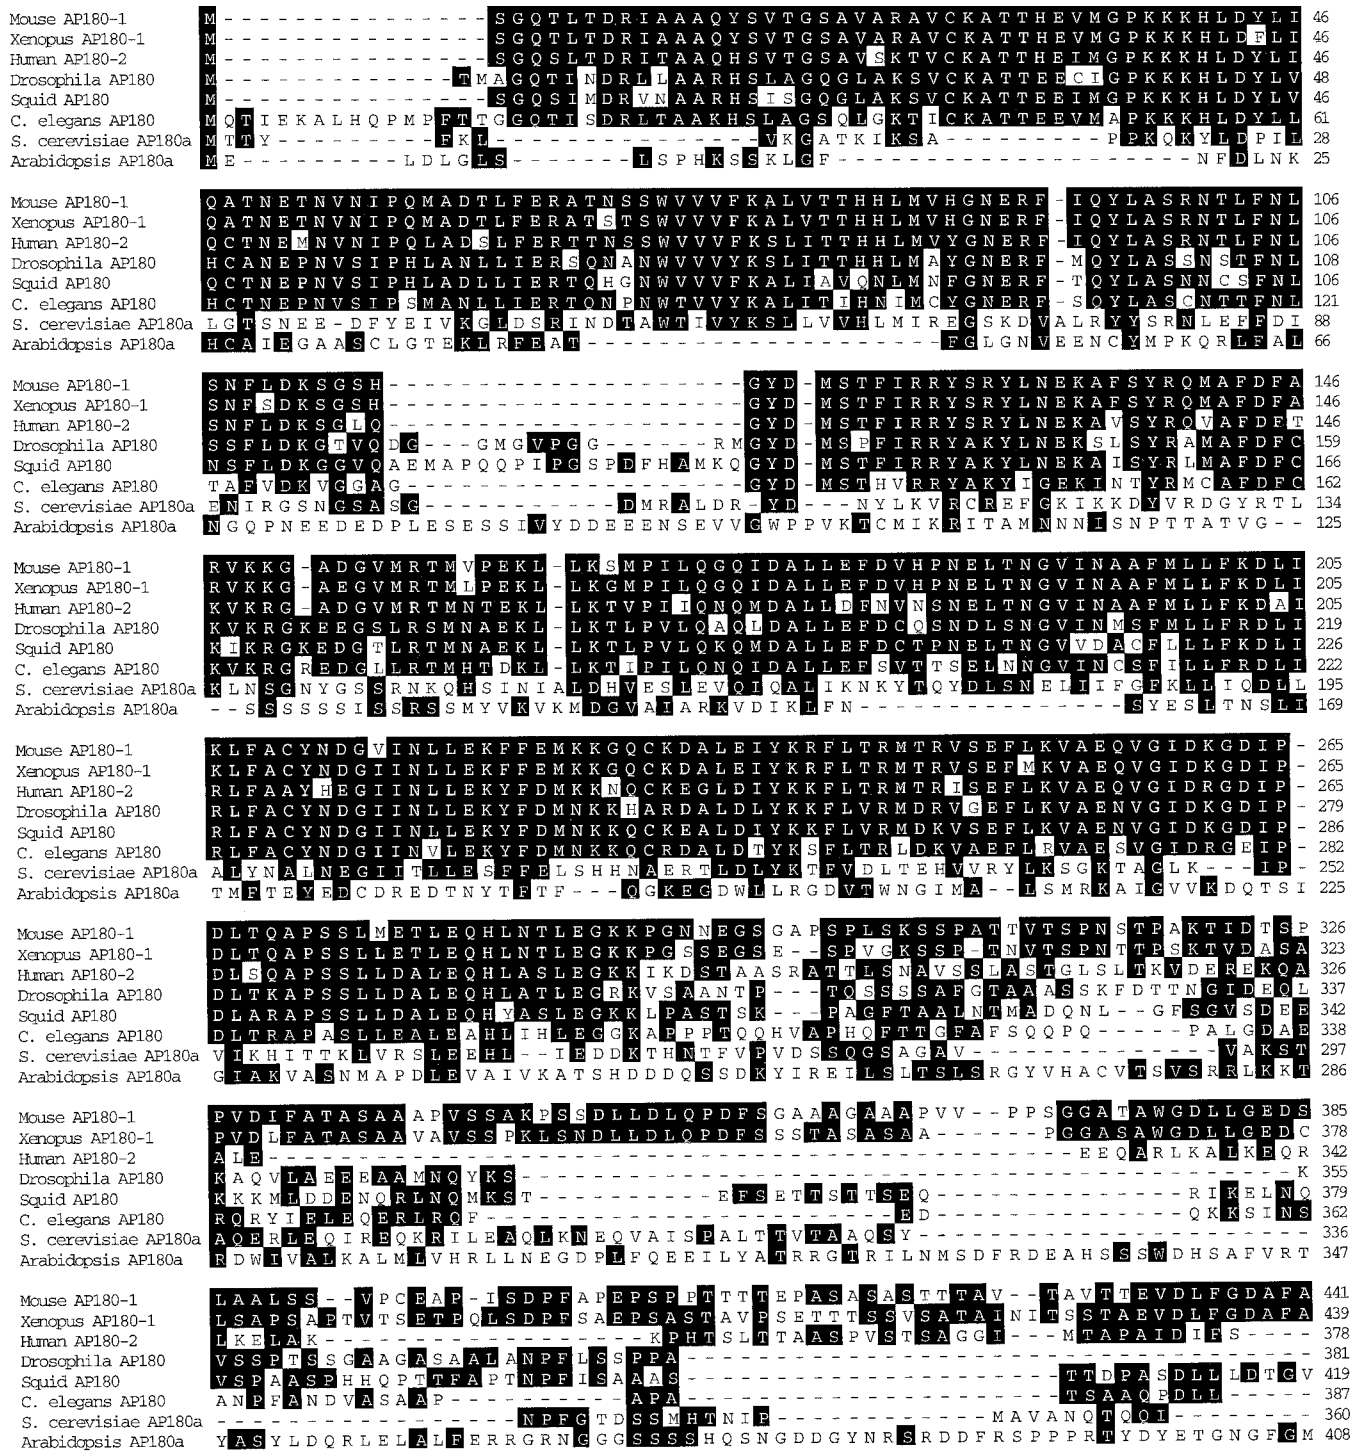 Mouse AP180-1 M---------------SGQTLTDRIAAAQYSVTGSAVARAVCKATTHEVMGPKKKHLDYLI 46
Xenopus AP180-1 M---------------SGQTLTDRIAAAQYSVTGSAVARAVCKATTHEVMGPKKKHLDFLI 46
Human AP180-2 M---------------SGQSLTDRITAAQHSVTGSAVSKTVCKATTHEIMGPKKKHLDYLI 46
Drosophila AP180 M-------------TMAGQTINDRLLAARHSLAGQGLAKSVCKATTEECIGPKKKHLDYLV 48
Squid AP180 M---------------SGQSIMDRVNAARHSISGQGLAKSVCKATTEEIMGPKKKHLDYLV 46
C. elegans AP180 MQTIEKALHQPMPFTTGGQTISDRLTAAKHSLAGSQLGKTICKATTEEVMAPKKKHLDYLL 61
S. cerevisiae AP180a MTTY---------FKL---------------VKGATKIKSA---------PPKQKYLDPIL 28
Arabidopsis AP180a ME---------LDLGLS-------LSPHKSSKLGF--------------------NFDLNK 25
Mouse AP180-1 QATNETNVNIPQMADTLFERATNSSWVVVFKALVTTHHLMVHGNERF-IQYLASRNTLFNL 106
Xenopus AP180-1 QATNETNVNIPQMADTLFERATSTSWVVVFKALVTTHHLMVHGNERF-IQYLASRNTLFNL 106
Human AP180-2 QCTNEMNVNIPQLADSLFERTTNSSWVVVFKSLITTHHLMVYGNERF-IQYLASRNTLFNL 106
Drosophila AP180 HCANEPNVSIPHLANLLIERSQNANWVVVYKSLITTHHLMAYGNERF-MQYLASSNSTFNL 108
Squid AP180 QCTNEPNVSIPHLADLLIERTQHGNWVVVFKALIAVQNLMNFGNERF-TQYLASNNCSFNL 106
C. elegans AP180 HCTNEPNVSIPSMANLLIERTQNPNWTVVYKALITIHNIMCYGNERF-SQYLASCNTTFNL 121
S. cerevisiae AP180a LGTSNEE-DFYEIVKGLDSRINDTAWTIVYKSLLVVHLMIREGSKDVALRYYSRNLEFFDI 88
Arabidopsis AP180a HCAIEGAASCLGTEKLRFEAT--------------------FGLGNVEENCYMPKQRLFAL 66
Mouse AP180-1 SNFLDKSGSH--------------------GYD-MSTFIRRYSRYLNEKAFSYRQMAFDFA 146
Xenopus AP180-1 SNFSDKSGSH--------------------GYD-MSTFIRRYSRYLNEKAFSYRQMAFDFA 146
Human AP180-2 SNFLDKSGLQ--------------------GYD-MSTFIRRYSRYLNEKAVSYRQVAFDFT 146
Drosophila AP180 SSFLDKGTVQDG---GMGVPGG------RMGYD-MSPFIRRYAKYLNEKSLSYRAMAFDFC 159
Squid AP180 NSFLDKGGVQAEMAPQQPIPGSPDFHAMKQGYD-MSTFIRRYAKYLNEKAISYRLMAFDFC 166
C. elegans AP180 TAFVDKVGGAG-------------------GYD-MSTHVRRYAKYIGEKINTYRMCAFDFC 162
S. cerevisiae AP180a ENIRGSNGSASG-----------DMRALDR-YD---NYLKVRCREFGKIKKDYVRDGYRTL 134
Arabidopsis AP180a NGQPNEEDEDPLESESSIVYDDEEENSEVVGWPPVKTCMIKRITAMNNNNISNPTTATVG-- 125
Mouse AP180-1 RVKKG-ADGVMRTMVPEKL-LKSMPILQGQIDALLEFDVHPNELTNGVINAAFMLLFKDLI 205
Xenopus AP180-1 RVKKG-AEGVMRTMLPEKL-LKGMPILQGQIDALLEFDVHPNELTNGVINAAFMLLFKDLI 205
Human AP180-2 KVKRG-ADGVMRTMNTEKL-LKTVPIIQNQMDALLDFNVNSNELTNGVINAAFMLLFKDAI 205
Drosophila AP180 KVKRGKEEGSLRSMNAEKL-LKTLPVLQAQLDALLEFDCQSNDLSNGVINMSFMLLFRDLI 219
Squid AP180 KIKRGKEDGTLRTMNAEKL-LKTLPVLQKQMDALLEFDCTPNELTNGVVDACFLLLFKDLI 226
C. elegans AP180 KVKRGREDGLLRTMHTDKL-LKTIPILQNQIDALLEFSVTTSELNNGVINCSFILLFRDLI 222
S. cerevisiae AP180a KLNSGNYGSSRNKQHSINIALDHVESLEVQIQALIKNKYTQYDLSNELIIFGFKLLIQDLL 195
Arabidopsis AP180a --SSSSSSISSRSSMYVKVKMDGVAIARKVDIKLFN---------------SYESLTNSLI 169
Mouse AP180-1 KLFACYNDGVINLLEKFFEMKKGQCKDALEIYKRFLTRMTRVSEFLKVAEQVGIDKGDIP- 265
Xenopus AP180-1 KLFACYNDGIINLLEKFFEMKKGQCKDALEIYKRFLTRMTRVSEFMKVAEQVGIDKGDIP- 265
Human AP180-2 RLFAAYHEGIINLLEKYFDMKKNQCKEGLDIYKKFLTRMTRISEFLKVAEQVGIDRGDIP- 265
Drosophila AP180 RLFACYNDGIINLLEKYFDMNKKHARDALDLYKKFLVRMDRVGEFLKVAENVGIDKGDIP- 279
Squid AP180 RLFACYNDGIINLLEKYFDMNKKQCKEALDIYKKFLVRMDKVSEFLKVAENVGIDKGDIP- 286
C. elegans AP180 RLFACYNDGIINVLEKYFDMNKKQCRDALDTYKSFLTRLDKVAEFLRVAESVGIDRGEIP- 282
S. cerevisiae AP180a ALYNALNEGIITLLESFFELSHHNAERTLDLYKTFVDLTEHVVRYLKSGKTAGLK---IP- 252
Arabidopsis AP180a TMFTEYEDCDREDTNYTFTF---QGKEGDWLLRGDVTWNGIMA--LSMRKAIGVVKDQTSI 225
Mouse AP180-1 DLTQAPSSLMETLEQHLNTLEGKKPGNNEGSGAPSPLSKSSPATTVTSPNSTPAKTIDTSP 326
Xenopus AP180-1 DLTQAPSSLLETLEQHLNTLEGKKPGSSEGSE--SPVGKSSP-TNVTSPNTTPSKTVDASA 323
Human AP180-2 DLSQAPSSLLDALEQHLASLEGKKIKDSTAASRATTLSNAVSSLASTGLSLTKVDEREKQA 326
Drosophila AP180 DLTKAPSSLLDALEQHLATLEGRKVSAANTP---TQSSSSAFGTAAASSKFDTTNGIDEQL 337
Squid AP180 DLARAPSSLLDALEQHYASLEGKKLPASTSK---PAGFTAALNTMADQNL--GFSGVSDEE 342
C. elegans AP180 DLTRAPASLLEALEAHLIHLEGGKAPPPTQQHVAPHQFTTGFAFSQQPQ-----PALGDAE 338
S. cerevisiae AP180a VIKHITTKLVRSLEEHL--IEDDKTHNTFVPVDSSQGSAGAV---------------VAKST 297
Arabidopsis AP180a GIAKVASNMAPDLEVAIVKATSHDDDQSSDKYIREILSLTSLSRGYVHACVTSVSRRLKKT 286
Mouse AP180-1 PVDIFATASAAAPVSSAKPSSDLLDLQPDFSGAAAGAAAPVV--PPSGGATAWGDLLGEDS 385
Xenopus AP180-1 PVDLFATASAAVAVSSPKLSNDLLDLQPDFSSSTASASAA------PGGASAWGDLLGEDC 378
Human AP180-2 ALE---------------------------------------------EEQARLKALKEQR 342
Drosophila AP180 KAQVLAEEEEAAMNQYKS------------------------------------------K 355
Squid AP180 KKKMLDDENQRLNQMKST----------EFSETTSTTSEQ--------------RIKELNQ 379
C. elegans AP180 RQRYIELEQERLRQF-----------------------ED--------------QKKSINS 362
S. cerevisiae AP180a AQERLEQIREQKRILEAQLKNEQVAISPALTTVTAAQSY---------------------- 336
Arabidopsis AP180a RDWIVALKALMLVHRLLNEGDPLFQEEILYATRRGTRILNMSDFRDEAHSSSWDHSAFVRT 347
Mouse AP180-1 LAALSS--VPCEAP-ISDPFAPEPSPPTTTTEPASASASTTTAV--TAVTTEVDLFGDAFA 441
Xenopus AP180-1 LSAPSAPTVTSETPQLSDPFSAEPSASTAVPSETTTSSVSATAINITSSTAEVDLFGDAFA 439
Human AP180-2 LKELAK------------------KPHTSLTTAASPVSTSAGGI---MTAPAIDIFS---- 378
Drosophila AP180 VSSPTSSGAAGASAALANPFLSSPPA----------------------------------- 381
Squid AP180 VSPAASPHHQPTTFAPTNPFISAAAS---------------------TTDPASDLLLDTGV 419
C. elegans AP180 ANPFANDVASAAP----------APA---------------------TSAAQPDLL----- 387
S. cerevisiae AP180a -----------------NPFGTDSSMHTNIP------------MAVANQTQQI-------- 360
Arabidopsis AP180a YASYLDQRLELALFERRGRNGGGSSSSHQSNGDDGYNRSRDDFRSPPPRTYDYETGNGFGM 408